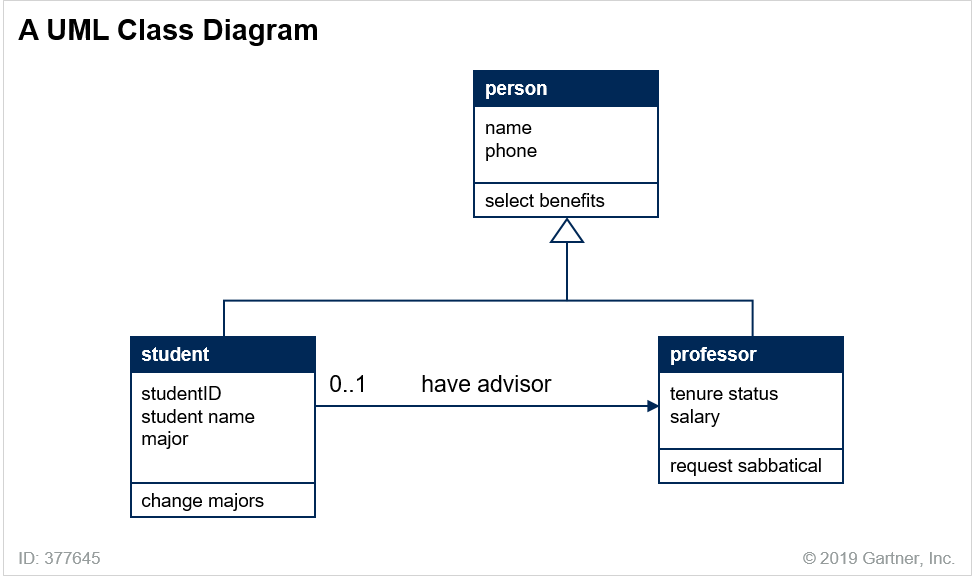 A UML Class Diagram
person
name
phone
select benefits
student
studentID
student name
major
change majors
0..1
have advisor
professor
tenure status
salary
request sabbatical
ID: 377645
© 2019 Gartner, Inc.